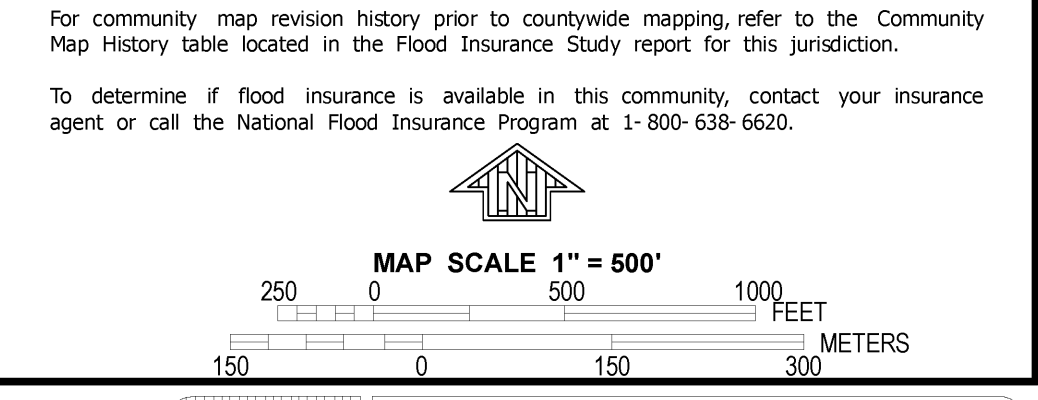 For community map revision history prior to countywide mapping, refer to the Community
Map History table located in the Flood Insurance Study report for this jurisdiction.
To determine if flood insurance is available in this community, contact your insurance
agent or call the National Flood Insurance Program at 1- 800- 638- 6620.
N
MAP SCALE 1" = 500'
250 0 500 1000
FEET
METERS
150 0 150 300